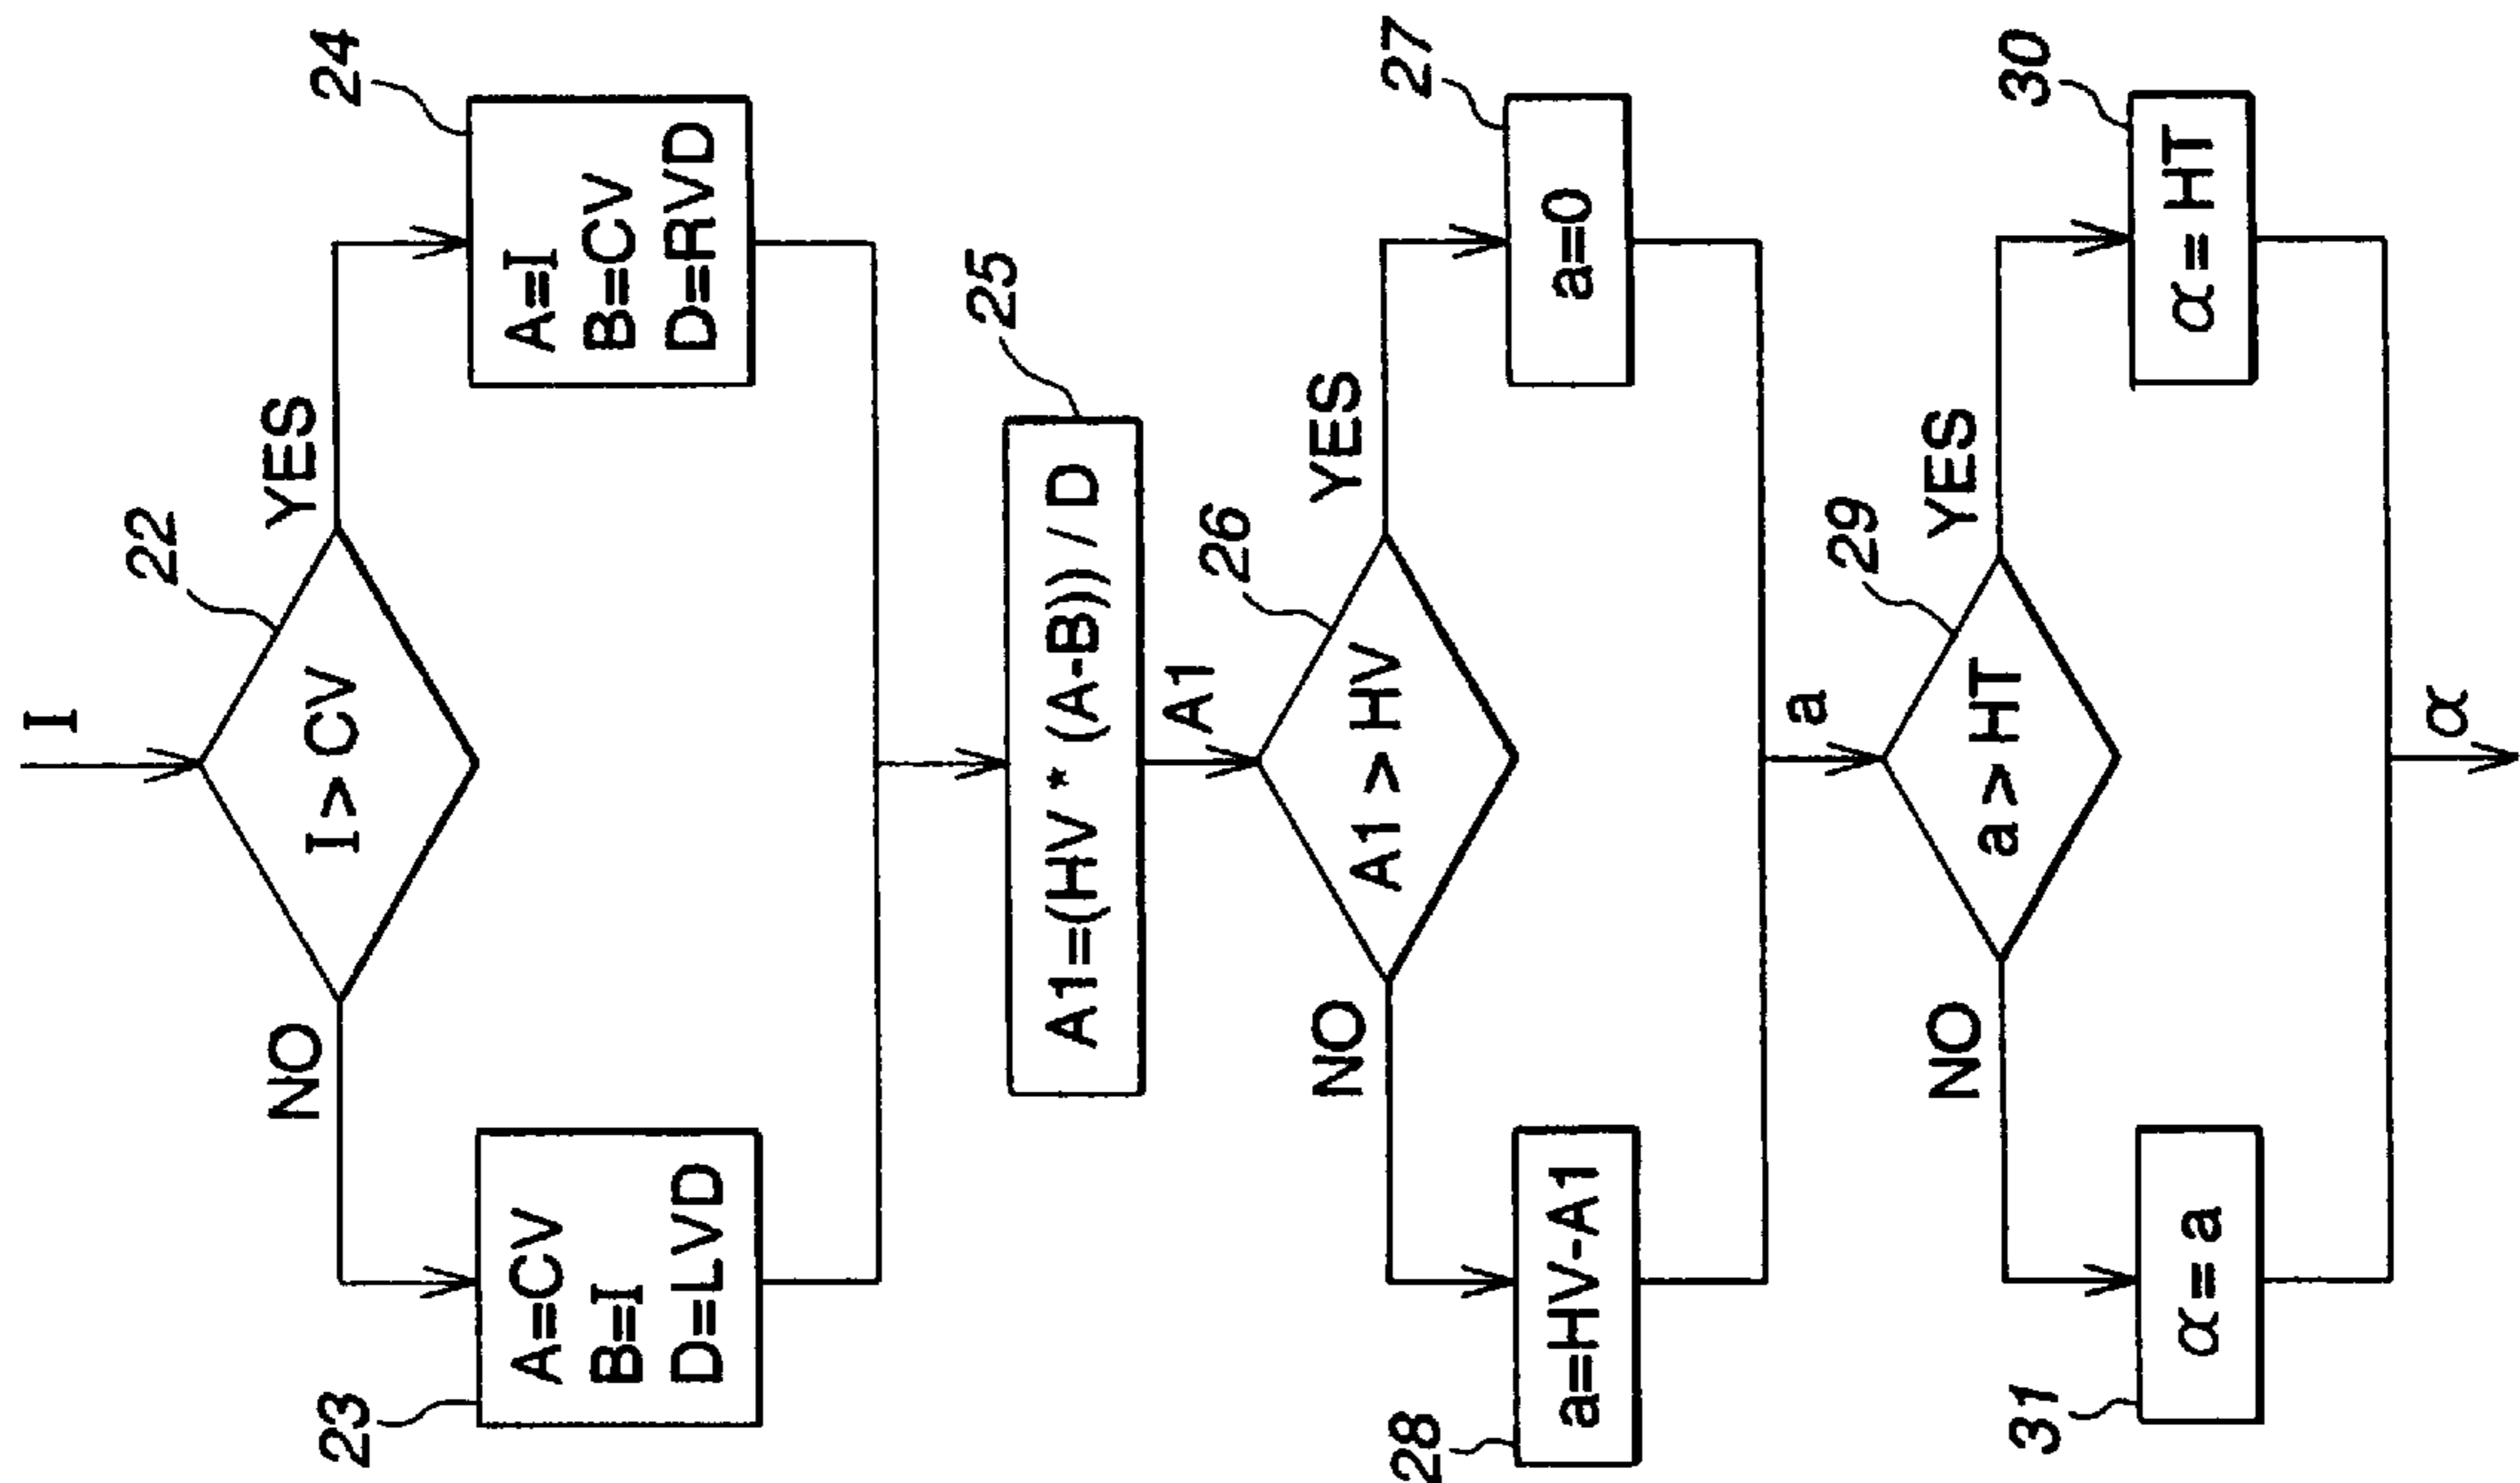 I
22
I > CV
NO
YES
23
A=CV
B=I
D=LVD
24
A=I
B=CV
D=RVD
25
A1=(HV * (A-B)) / D
A1
26
A1 > HV
NO
YES
28
a=HV-A1
27
a=0
a
29
a > HT
NO
YES
31
α = a
30
α = HT
α